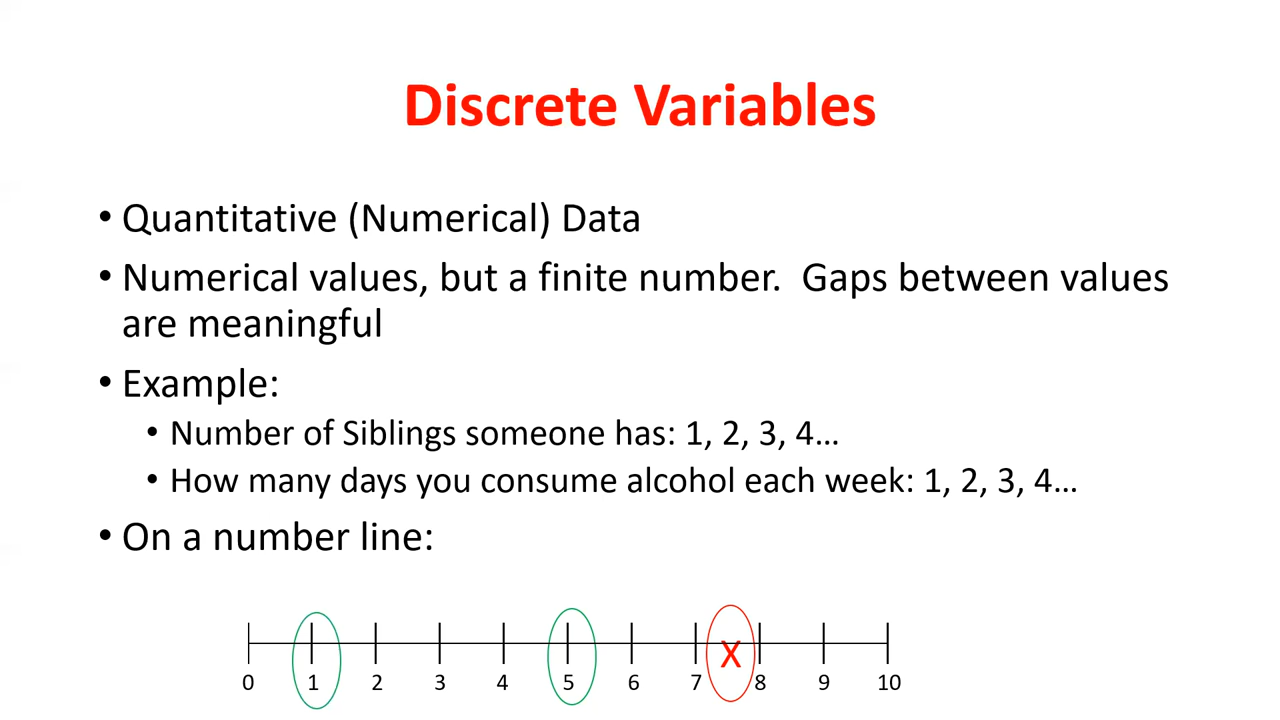 Discrete Variables
• Quantitative (Numerical) Data
• Numerical values, but a finite number.  Gaps between values
are meaningful
• Example:
• Number of Siblings someone has: 1, 2, 3, 4…
• How many days you consume alcohol each week: 1, 2, 3, 4…
• On a number line:
X
0 1 2 3 4 5 6 7 8 9 10